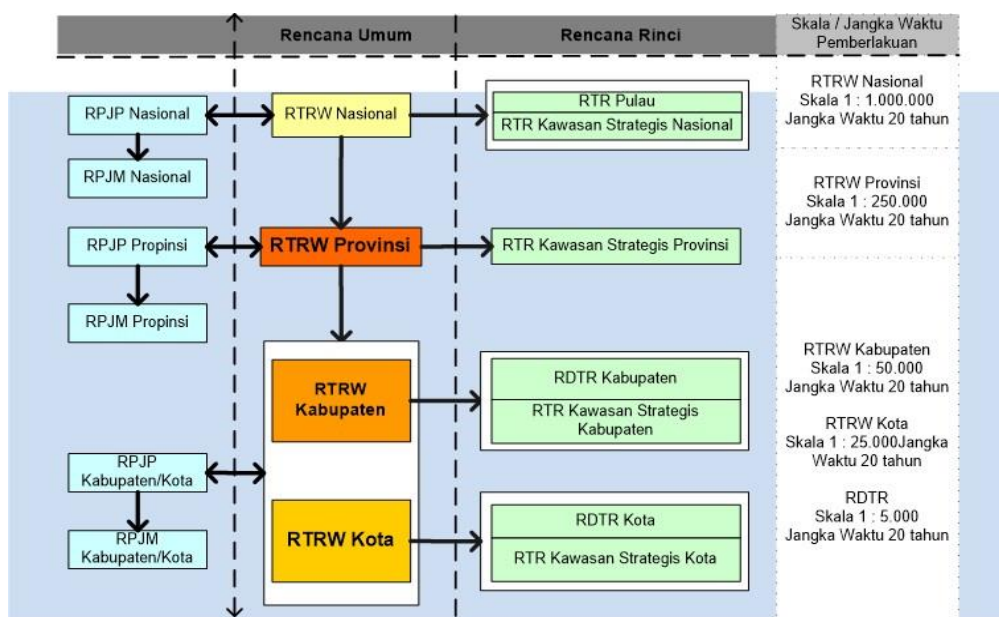 Rencana Umum
Rencana Rinci
Skala / Jangka Waktu
Pemberlakuan
RPJP Nasional
RTRW Nasional
RTR Pulau
RTR Kawasan Strategis Nasional
RTRW Nasional
Skala 1 : 1.000.000
Jangka Waktu 20 tahun
RPJM Nasional
RPJP Propinsi
RTRW Provinsi
RTR Kawasan Strategis Provinsi
RTRW Provinsi
Skala 1 : 250.000
Jangka Waktu 20 tahun
RPJM Propinsi
RTRW
Kabupaten
RDTR Kabupaten
RTR Kawasan Strategis
Kabupaten
RTRW Kabupaten
Skala 1 : 50.000
Jangka Waktu 20 tahun
RTRW Kota
Skala 1 : 25.000Jangka
Waktu 20 tahun
RPJP
Kabupaten/Kota
RPJM
Kabupaten/Kota
RTRW Kota
RDTR Kota
RTR Kawasan Strategis Kota
RDTR
Skala 1 : 5.000
Jangka Waktu 20 tahun